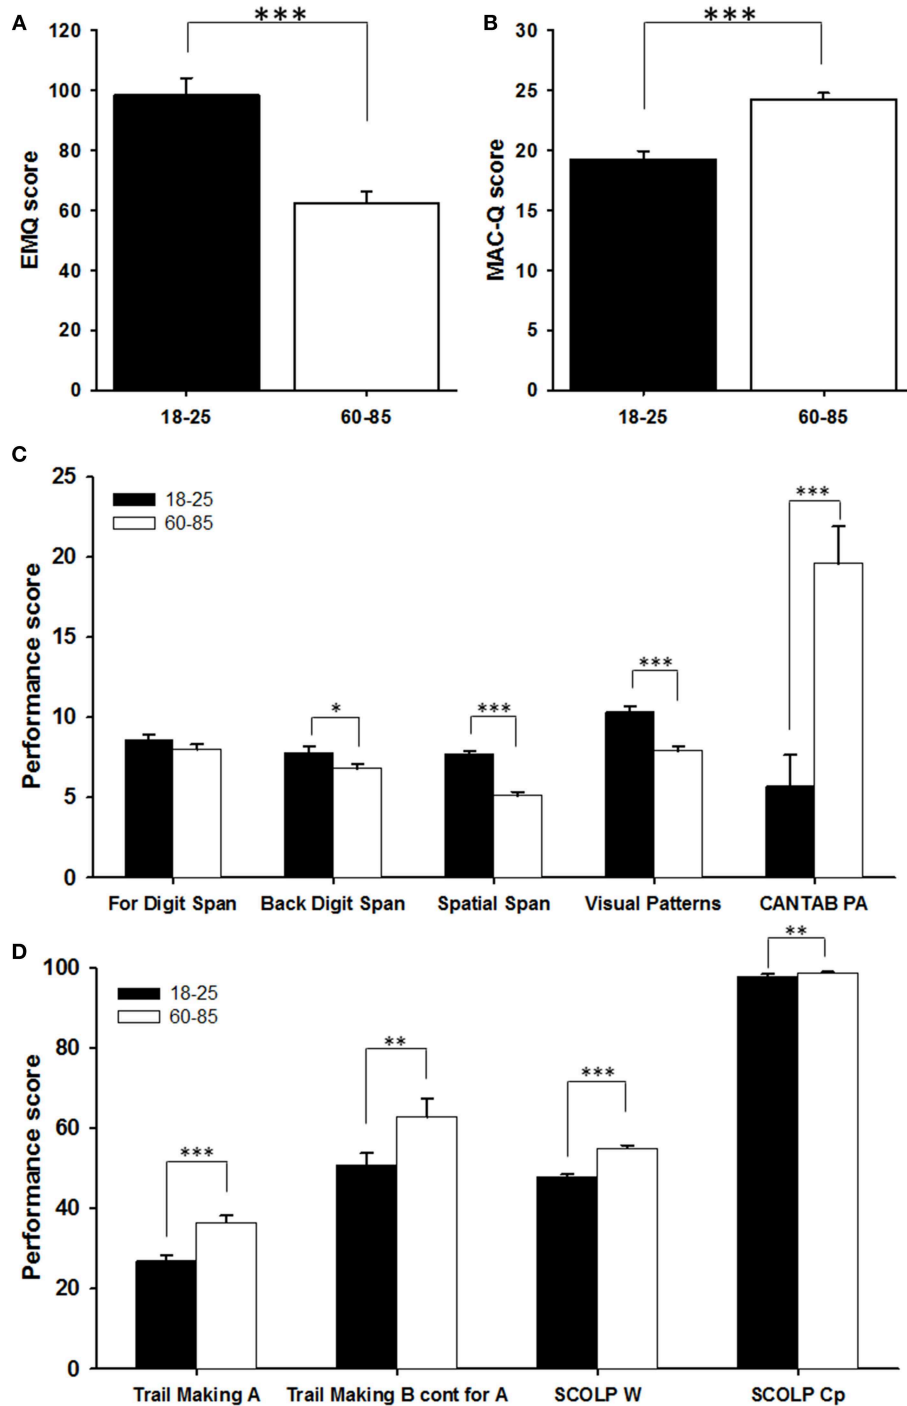 A
EMQ score
120
100
80
60
40
20
0
***
18-25
60-85
B
MAC-Q score
30
25
20
15
10
5
0
***
18-25
60-85
C
Performance score
25
20
15
10
5
0
18-25
60-85
*
***
***
***
For Digit Span
Back Digit Span
Spatial Span
Visual Patterns
CANTAB PA
D
Performance score
100
80
60
40
20
0
18-25
60-85
***
**
***
**
Trail Making A
Trail Making B cont for A
SCOLP W
SCOLP Cp